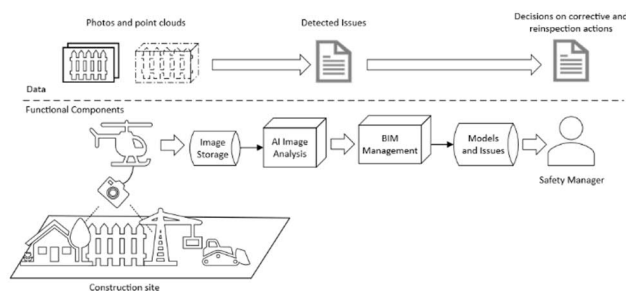 Photos and point clouds
Detected Issues
Decisions on corrective and
reinspection actions
Data
Functional Components
Image
Storage
AI Image
Analysis
BIM
Management
Models
and Issues
Safety Manager
Construction site